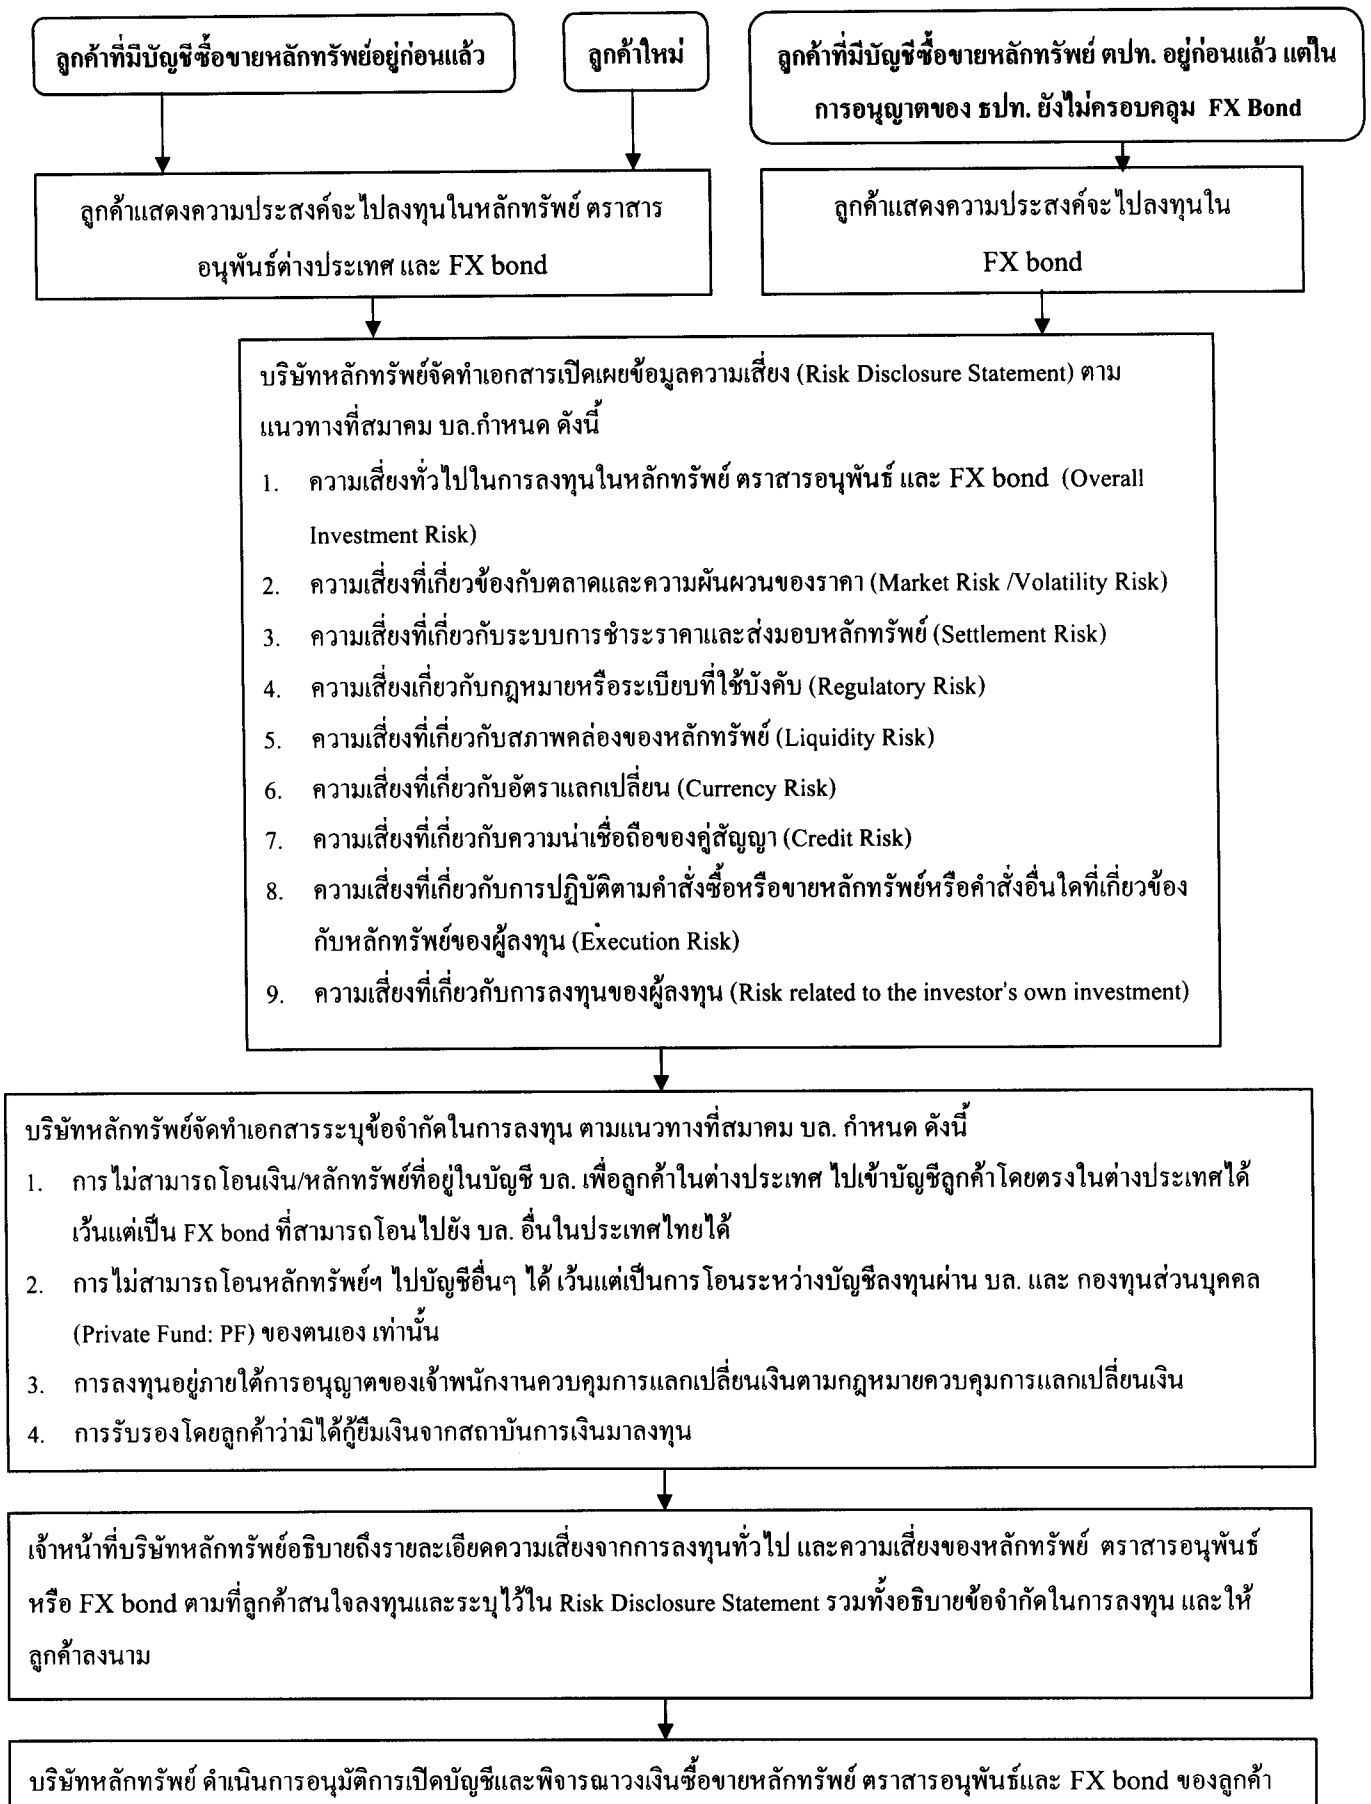 ลูกค้าที่มีบัญชีซื้อขายหลักทรัพย์อยู่ก่อนแล้ว
ลูกค้าใหม่
ลูกค้าที่มีบัญชีซื้อขายหลักทรัพย์ ตปท. อยู่ก่อนแล้ว แต่ใน
การอนุญาตของ ธปท. ยังไม่ครอบคลุม FX Bond
ลูกค้าแสดงความประสงค์จะไปลงทุนในหลักทรัพย์ ตราสาร
อนุพันธ์ต่างประเทศ และ FX bond
ลูกค้าแสดงความประสงค์จะไปลงทุนใน
FX bond
บริษัทหลักทรัพย์จัดทำเอกสารเปิดเผยข้อมูลความเสี่ยง (Risk Disclosure Statement) ตาม
แนวทางที่สมาคม บล.กำหนด ดังนี้
1. ความเสี่ยงทั่วไปในการลงทุนในหลักทรัพย์ ตราสารอนุพันธ์ และ FX bond (Overall
Investment Risk)
2. ความเสี่ยงที่เกี่ยวข้องกับตลาดและความผันผวนของราคา (Market Risk /Volatility Risk)
3. ความเสี่ยงที่เกี่ยวกับระบบการชำระราคาและส่งมอบหลักทรัพย์ (Settlement Risk)
4. ความเสี่ยงเกี่ยวกับกฎหมายหรือระเบียบที่ใช้บังคับ (Regulatory Risk)
5. ความเสี่ยงที่เกี่ยวกับสภาพคล่องของหลักทรัพย์ (Liquidity Risk)
6. ความเสี่ยงที่เกี่ยวกับอัตราแลกเปลี่ยน (Currency Risk)
7. ความเสี่ยงที่เกี่ยวกับความน่าเชื่อถือของคู่สัญญา (Credit Risk)
8. ความเสี่ยงที่เกี่ยวกับการปฏิบัติตามคำสั่งซื้อหรือขายหลักทรัพย์หรือคำสั่งอื่นใดที่เกี่ยวข้อง
กับหลักทรัพย์ของผู้ลงทุน (Execution Risk)
9. ความเสี่ยงที่เกี่ยวกับการลงทุนของผู้ลงทุน (Risk related to the investor's own investment)
บริษัทหลักทรัพย์จัดทำเอกสารระบุข้อจำกัดในการลงทุน ตามแนวทางที่สมาคม บล. กำหนด ดังนี้
1. การไม่สามารถโอนเงิน/หลักทรัพย์ที่อยู่ในบัญชี บล. เพื่อลูกค้าในต่างประเทศ ไปเข้าบัญชีลูกค้าโดยตรงในต่างประเทศได้
เว้นแต่เป็น FX bond ที่สามารถโอนไปยัง บล. อื่นในประเทศไทยได้
2. การไม่สามารถโอนหลักทรัพย์ฯ ไปบัญชีอื่นๆ ได้ เว้นแต่เป็นการโอนระหว่างบัญชีลงทุนผ่าน บล. และ กองทุนส่วนบุคคล
(Private Fund: PF) ของตนเอง เท่านั้น
3. การลงทุนอยู่ภายใต้การอนุญาตของเจ้าพนักงานควบคุมการแลกเปลี่ยนเงินตามกฎหมายควบคุมการแลกเปลี่ยนเงิน
4. การรับรองโดยลูกค้าว่ามิได้กู้ยืมเงินจากสถาบันการเงินมาลงทุน
เจ้าหน้าที่บริษัทหลักทรัพย์อธิบายถึงรายละเอียดความเสี่ยงจากการลงทุนทั่วไป และความเสี่ยงของหลักทรัพย์ ตราสารอนุพันธ์
หรือ FX bond ตามที่ลูกค้าสนใจลงทุนและระบุไว้ใน Risk Disclosure Statement รวมทั้งอธิบายข้อจำกัดในการลงทุน และให้
ลูกค้าลงนาม
บริษัทหลักทรัพย์ ดำเนินการอนุมัติการเปิดบัญชีและพิจารณาวงเงินซื้อขายหลักทรัพย์ ตราสารอนุพันธ์และ FX bond ของลูกค้า